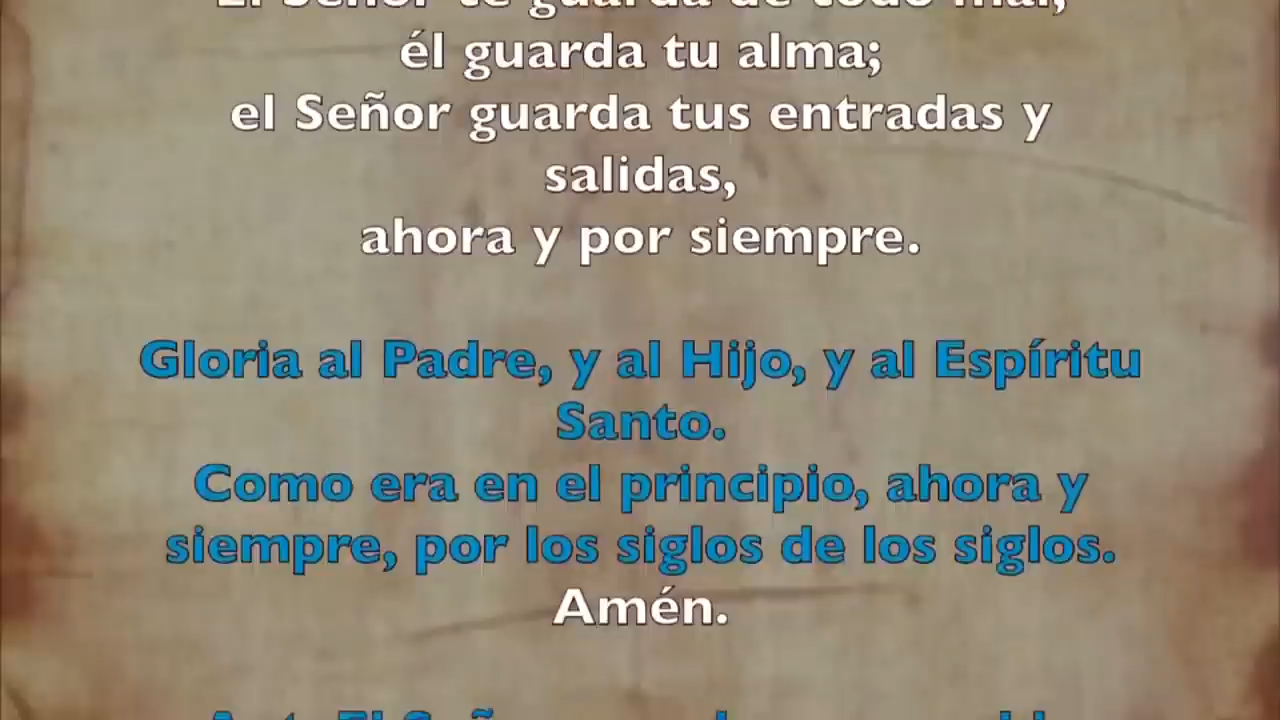 El Señor te guarda de todo mal,
él guarda tu alma;
el Señor guarda tus entradas y
salidas,
ahora y por siempre.
Gloria al Padre, y al Hijo, y al Espíritu
Santo.
Como era en el principio, ahora y
siempre, por los siglos de los siglos.
Amén.